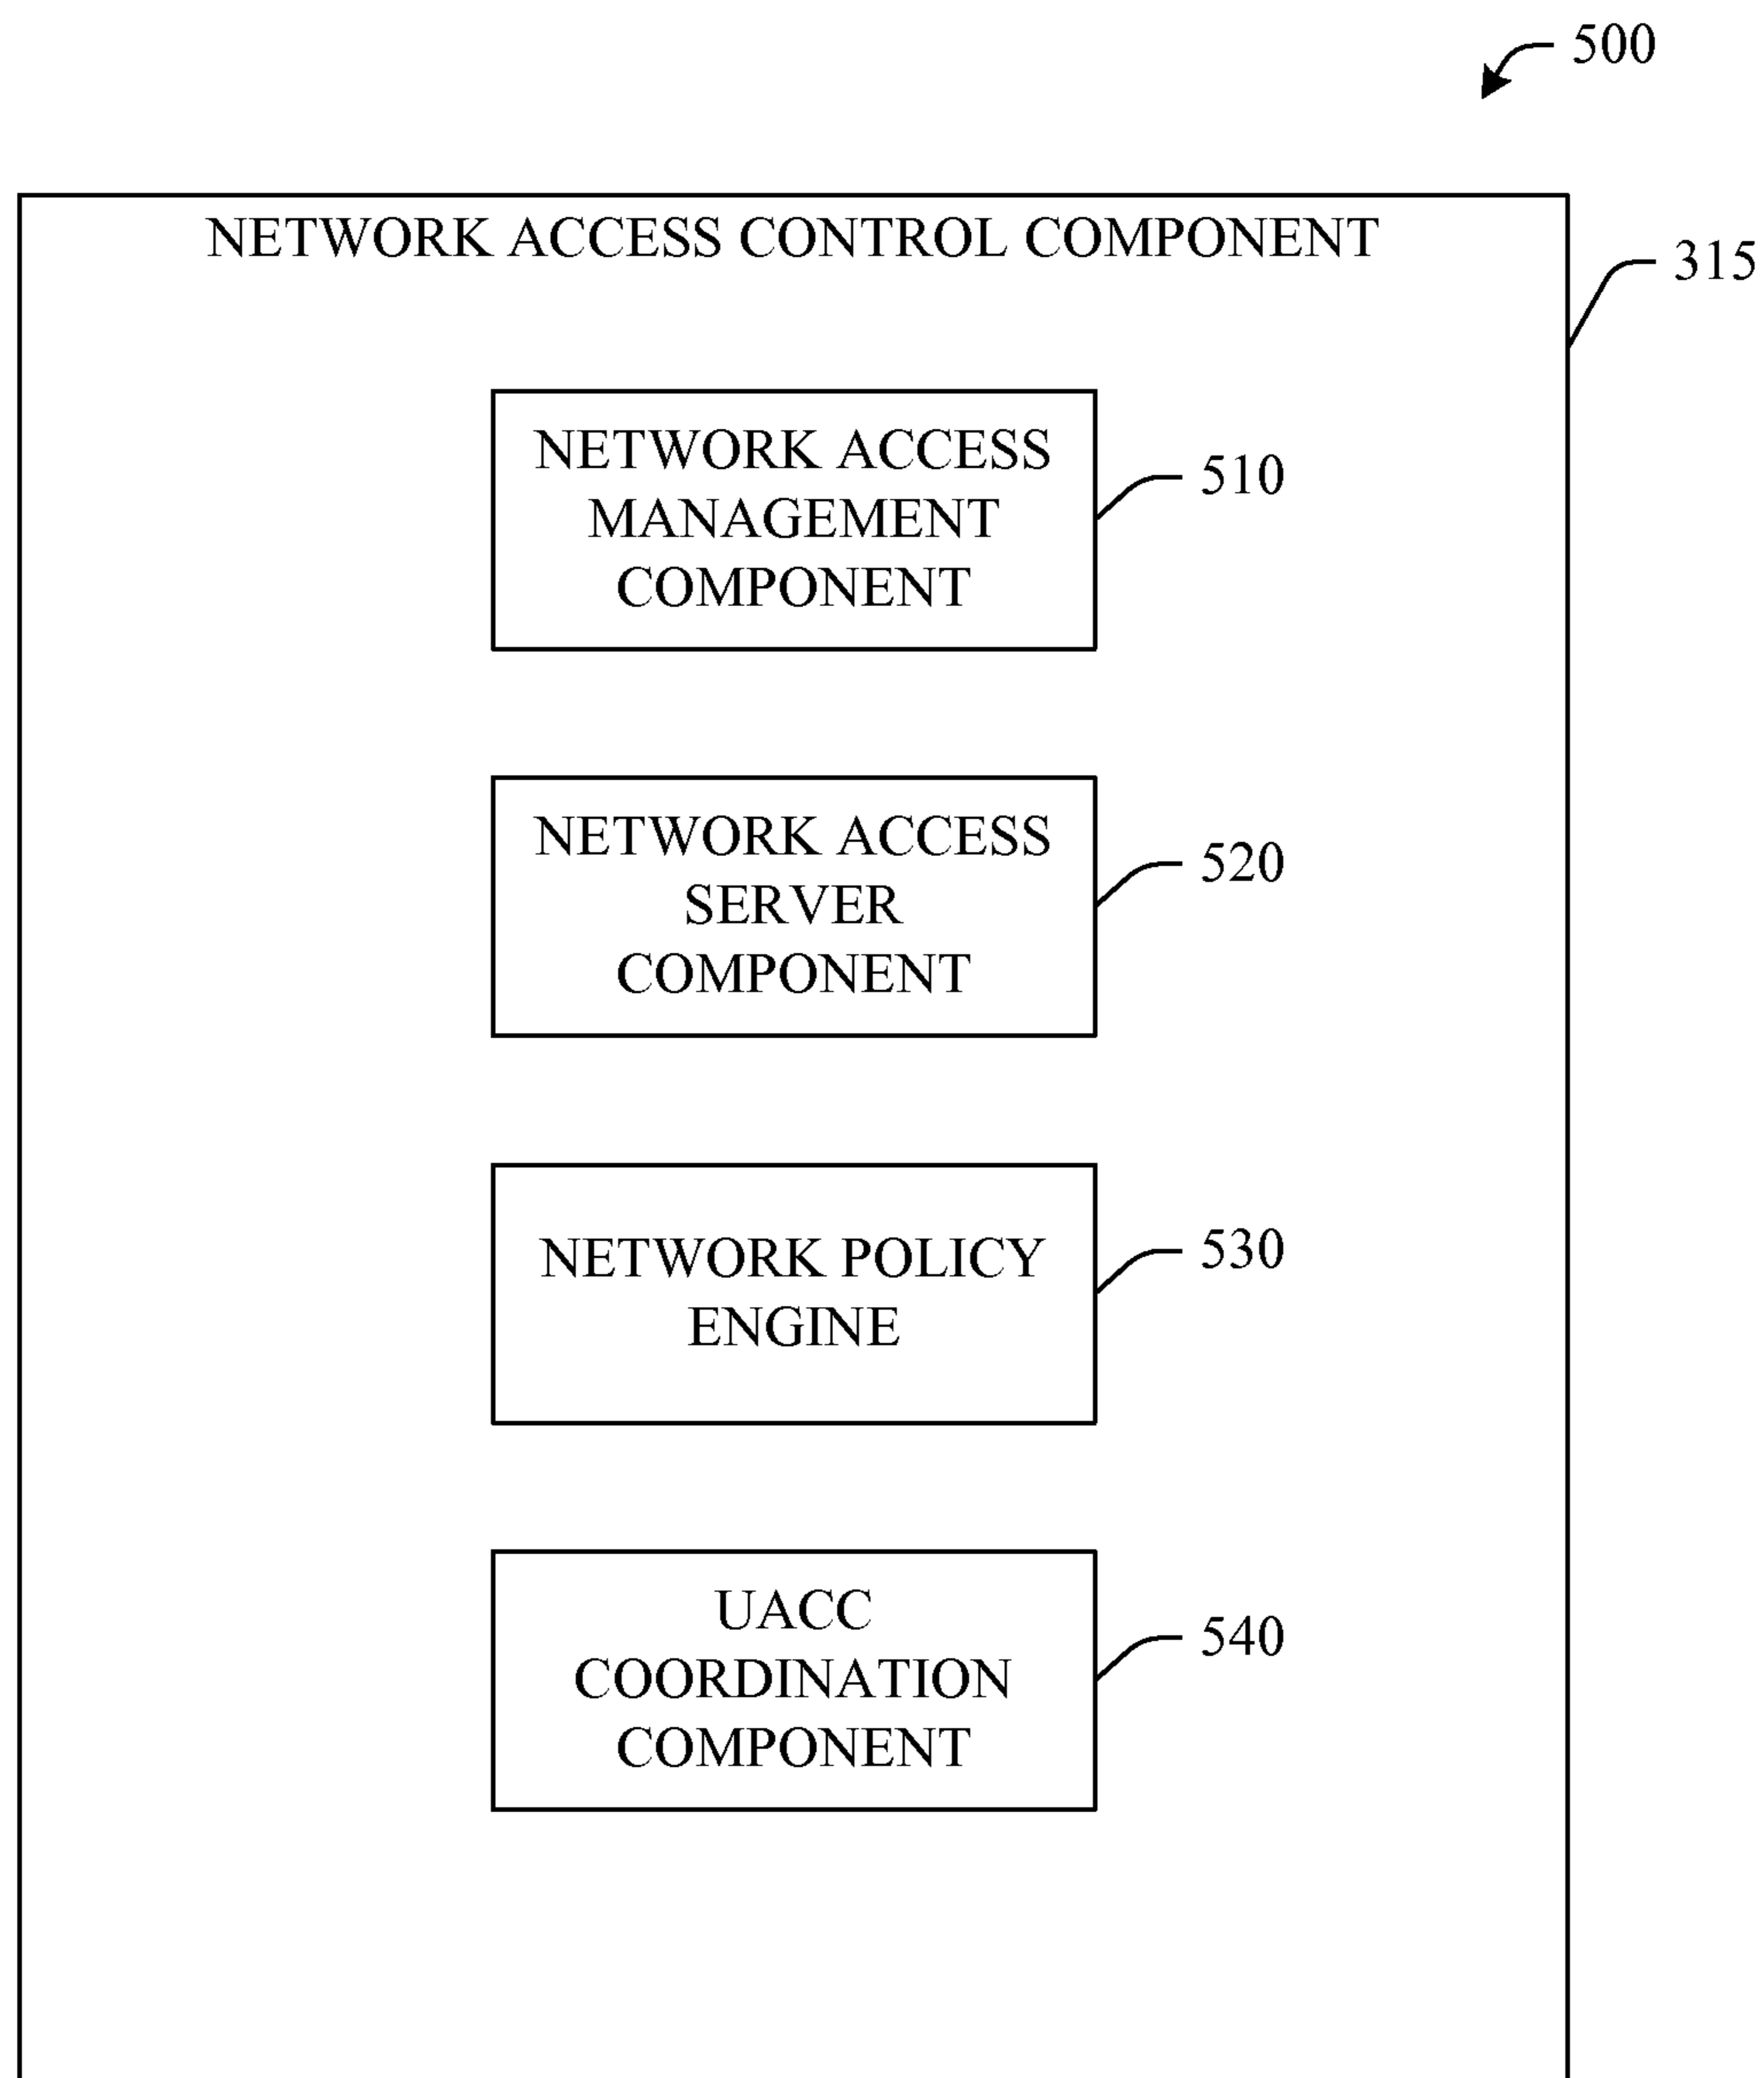 500
NETWORK ACCESS CONTROL COMPONENT
315
NETWORK ACCESS
MANAGEMENT
COMPONENT
510
NETWORK ACCESS
SERVER
COMPONENT
520
NETWORK POLICY
ENGINE
530
UACC
COORDINATION
COMPONENT
540